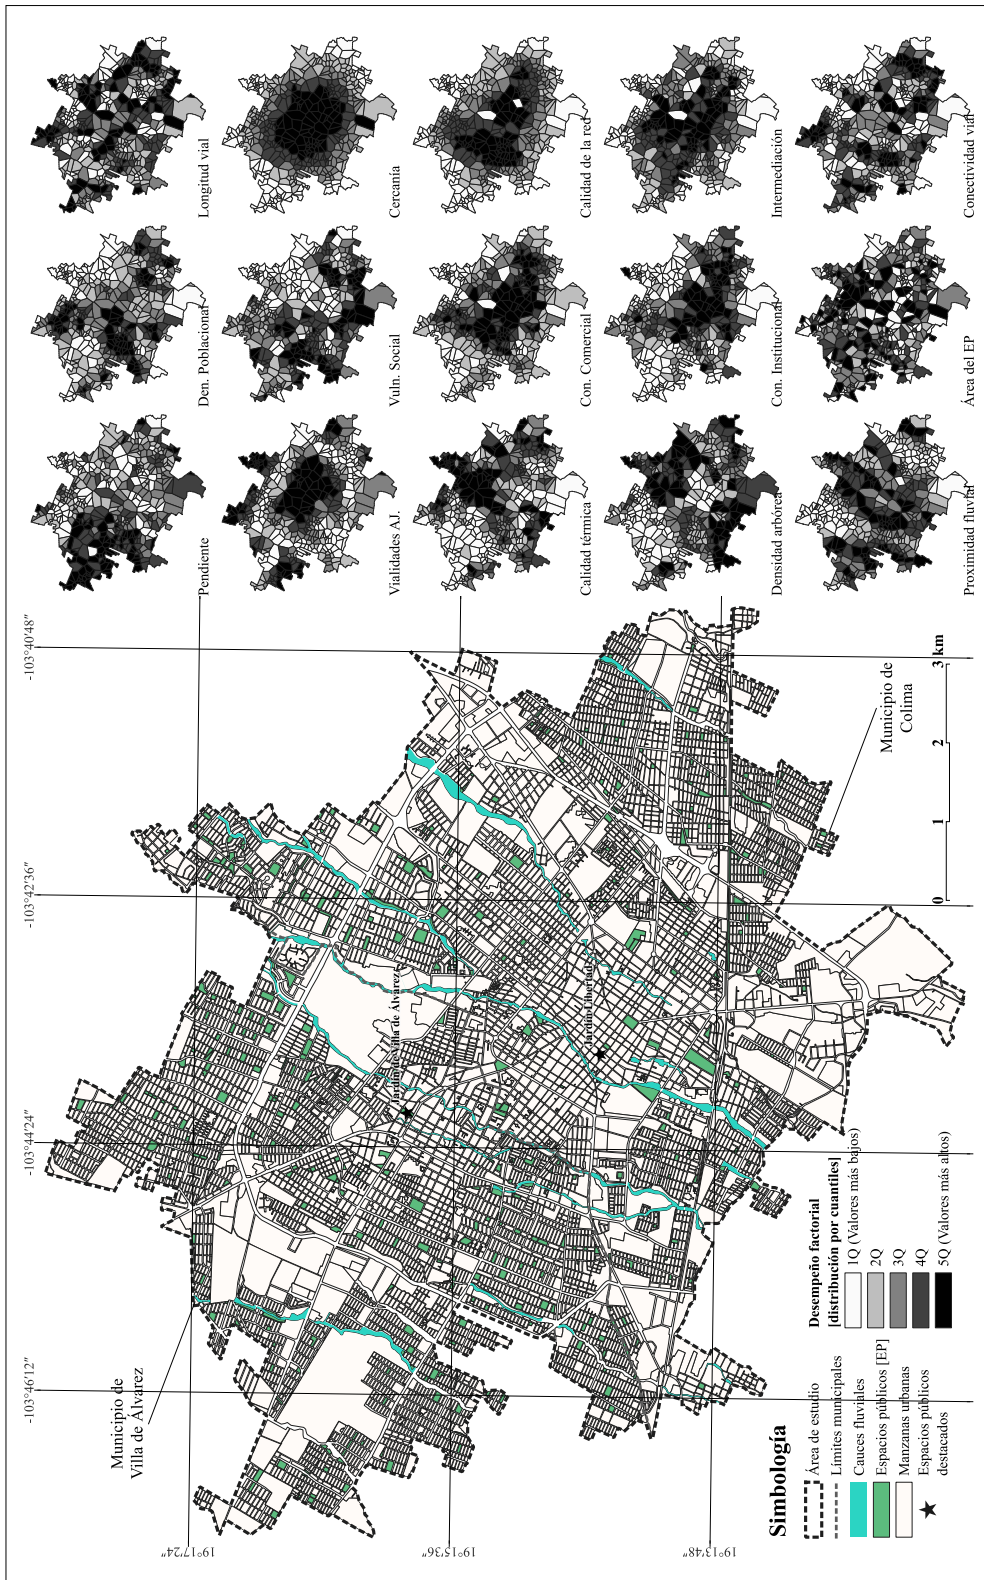 -103°46'12"
-103°44'24"
-103°42'36"
-103°40'48"
19°17'24"
19°15'36"
19°13'48"
Municipio de
Villa de Álvarez
Jardín de Villa de Álvarez
Jardín Libertad
Municipio de
Colima
Simbología
Área de estudio
Límites municipales
Cauces fluviales
Espacios públicos [EP]
Manzanas urbanas
Espacios públicos
destacados
Desempeño factorial
[distribución por cuantiles]
1Q (Valores más bajos)
2Q
3Q
4Q
5Q (Valores más altos)
0 1 2 3 km
Pendiente
Den. Poblacional
Longitud vial
Vialidades AJ.
Vuln. Social
Cercanía
Calidad térmica
Con. Comercial
Calidad de la red
Densidad arbórea
Con. Institucional
Intermediación
Proximidad fluvial
Área del EP
Conectividad vial